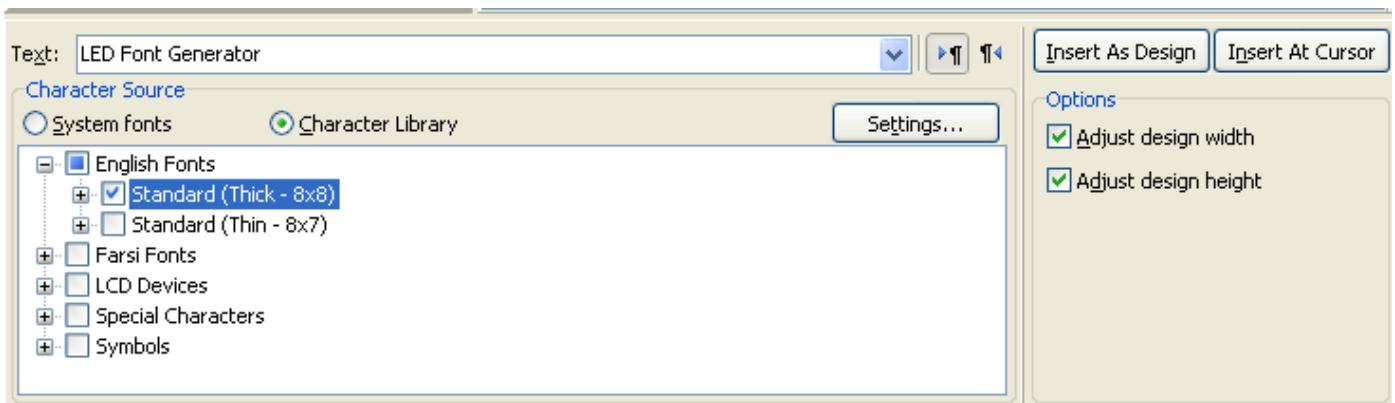 Text: LED Font Generator
Insert As Design Insert At Cursor
Character Source
System fonts Character Library Settings...
English Fonts
Standard (Thick - 8x8)
Standard (Thin - 8x7)
Farsi Fonts
LCD Devices
Special Characters
Symbols
Options
Adjust design width
Adjust design height